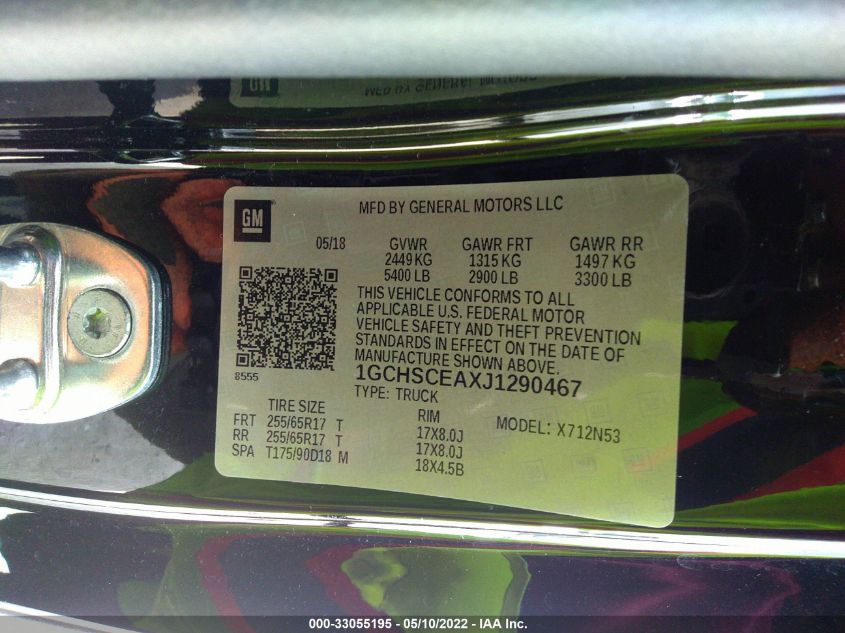 GM
MFD BY GENERAL MOTORS LLC
05/18 GVWR GAWR FRT GAWR RR
2449 KG 1315 KG 1497 KG
5400 LB 2900 LB 3300 LB
THIS VEHICLE CONFORMS TO ALL
APPLICABLE U.S. FEDERAL MOTOR
VEHICLE SAFETY AND THEFT PREVENTION
STANDARDS IN EFFECT ON THE DATE OF
MANUFACTURE SHOWN ABOVE.
8555
1GCHSCEAXJ1290467
TYPE: TRUCK
TIRE SIZE RIM MODEL: X712N53
FRT 255/65R17 T 17X8.0J
RR 255/65R17 T 17X8.0J
SPA T175/90D18 M 18X4.5B
000-33055195 - 05/10/2022 - © IAA Inc.